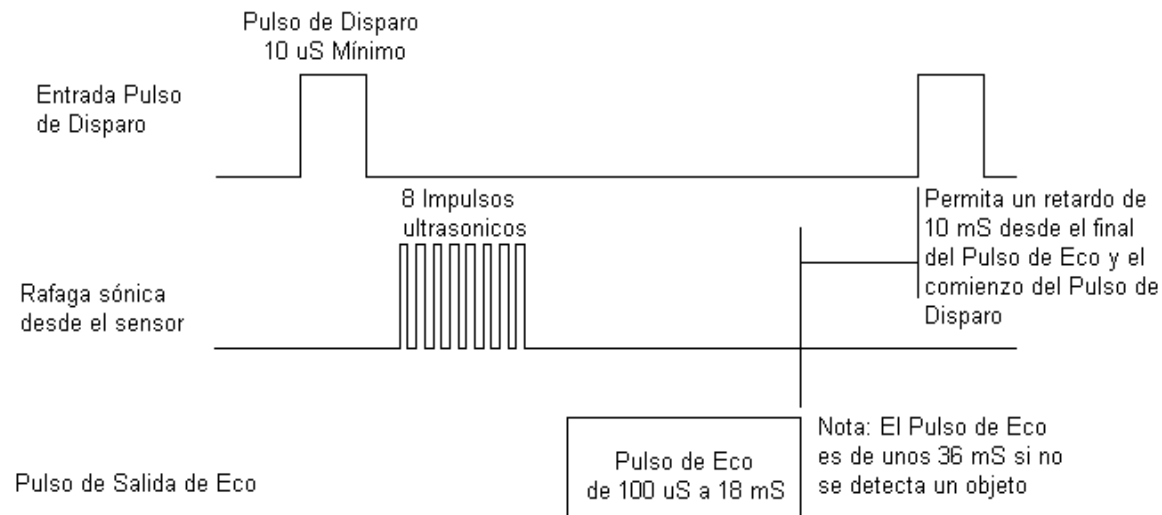 Pulso de Disparo
10 uS Mínimo
Entrada Pulso
de Disparo
8 Impulsos
ultrasonicos
Permita un retardo de
10 mS desde el final
del Pulso de Eco y el
comienzo del Pulso de
Disparo
Rafaga sónica
desde el sensor
Pulso de Salida de Eco
Pulso de Eco
de 100 uS a 18 mS
Nota: El Pulso de Eco
es de unos 36 mS si no
se detecta un objeto